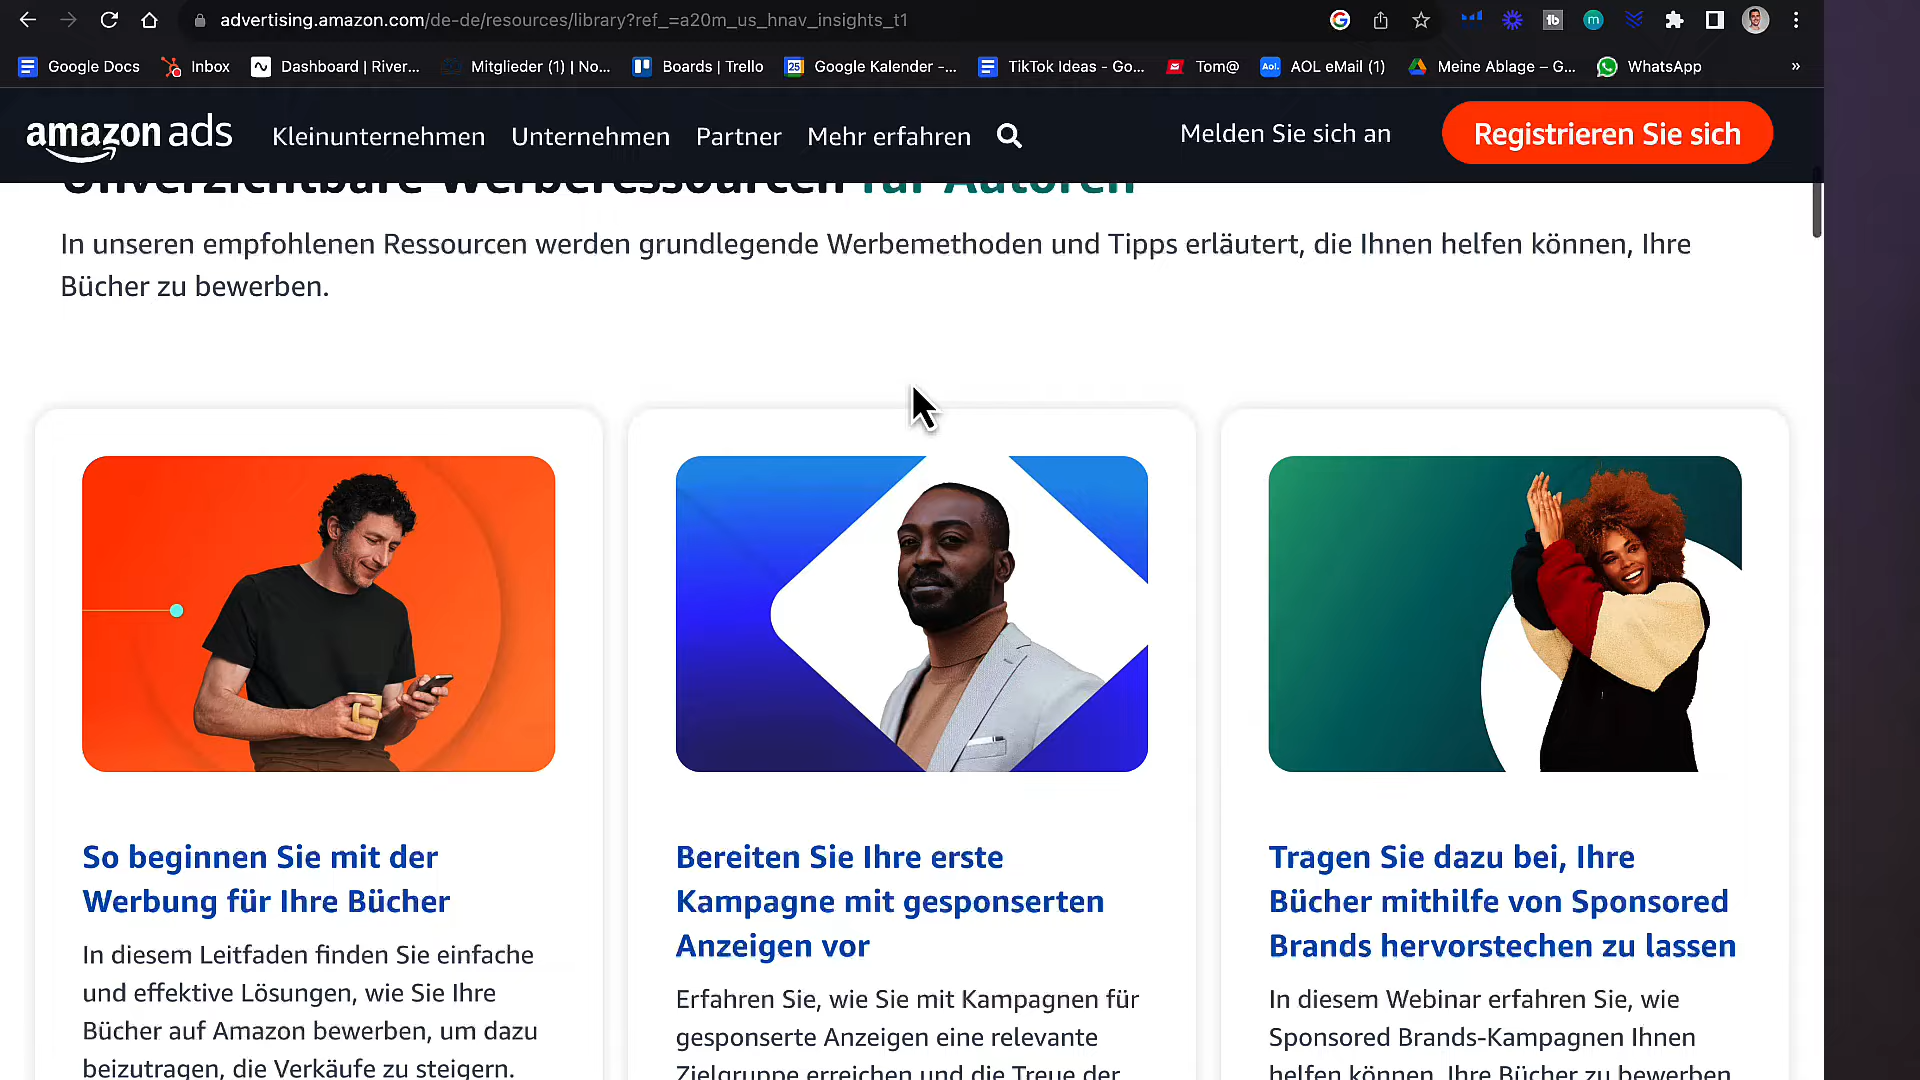 advertising.amazon.com/de-de/resources/library?ref_=a20m_us_hnav_insights_t1
Google Docs Inbox Dashboard | River... Mitglieder (1) | No... Boards | Trello 25 Google Kalender -... TikTok Ideas - Go... Tom@ Aol. AOL eMail (1) Meine Ablage – G... WhatsApp »
amazon ads Kleinunternehmen Unternehmen Partner Mehr erfahren Melden Sie sich an Registrieren Sie sich
Unverzichtbare Werberessourcen für Autoren
In unseren empfohlenen Ressourcen werden grundlegende Werbemethoden und Tipps erläutert, die Ihnen helfen können, Ihre
Bücher zu bewerben.
So beginnen Sie mit der
Werbung für Ihre Bücher
In diesem Leitfaden finden Sie einfache
und effektive Lösungen, wie Sie Ihre
Bücher auf Amazon bewerben, um dazu
beizutragen, die Verkäufe zu steigern.
Bereiten Sie Ihre erste
Kampagne mit gesponserten
Anzeigen vor
Erfahren Sie, wie Sie mit Kampagnen für
gesponserte Anzeigen eine relevante
Zielgruppe erreichen und die Treue der
Tragen Sie dazu bei, Ihre
Bücher mithilfe von Sponsored
Brands hervorstechen zu lassen
In diesem Webinar erfahren Sie, wie
Sponsored Brands-Kampagnen Ihnen
helfen können, Ihre Bücher zu bewerben